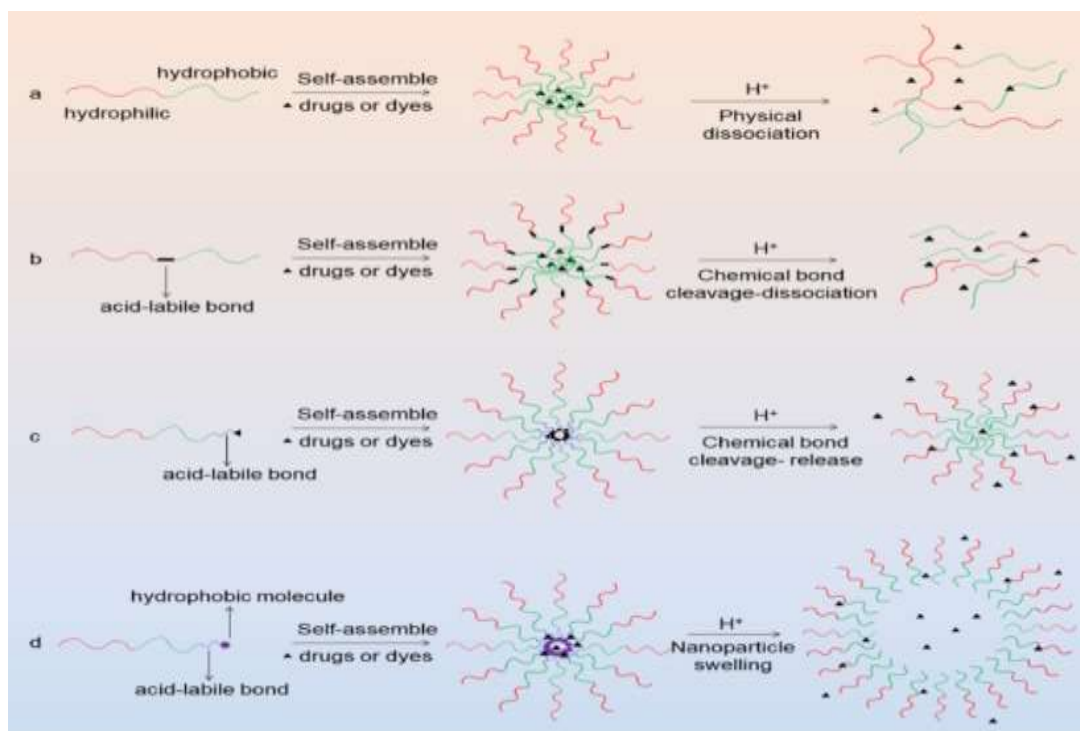 a
hydrophobic
hydrophilic
Self-assemble
drugs or dyes
H⁺
Physical
dissociation
b
acid-labile bond
Self-assemble
drugs or dyes
H⁺
Chemical bond
cleavage-dissociation
c
acid-labile bond
Self-assemble
drugs or dyes
H⁺
Chemical bond
cleavage- release
d
hydrophobic molecule
acid-labile bond
Self-assemble
drugs or dyes
H⁺
Nanoparticle
swelling